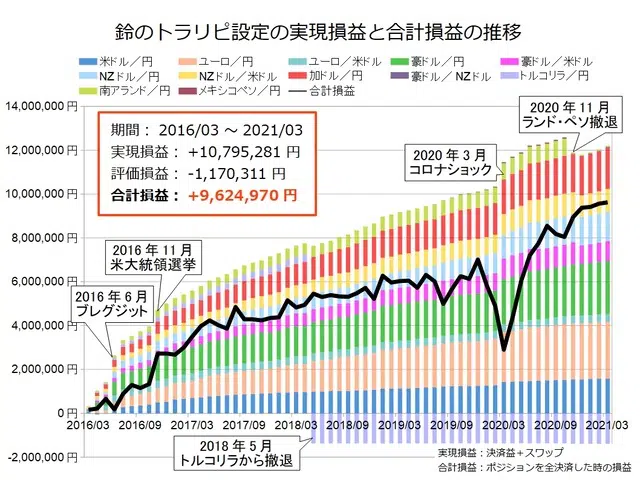 鈴のトラリピ設定の実現損益と合計損益の推移
米ドル／円
ユーロ／円
ユーロ／米ドル
豪ドル／円
豪ドル／米ドル
NZドル／円
NZドル／米ドル
加ドル／円
豪ドル／NZドル
トルコリラ／円
南アランド／円
メキシコペソ／円
合計損益
14,000,000 円
12,000,000 円
10,000,000 円
8,000,000 円
6,000,000 円
4,000,000 円
2,000,000 円
0 円
-2,000,000 円
期間： 2016/03 ～ 2021/03
実現損益： +10,795,281 円
評価損益： -1,170,311 円
合計損益： +9,624,970 円
2016 年 6 月
ブレグジット
2016 年 11 月
米大統領選挙
2018 年 5 月
トルコリラから撤退
2020 年 3 月
コロナショック
2020 年 11 月
ランド・ペソ撤退
2016/03
2016/09
2017/03
2017/09
2018/03
2018/09
2019/03
2019/09
2020/03
2020/09
2021/03
実現損益：決済益＋スワップ
合計損益：ポジションを全決済した時の損益